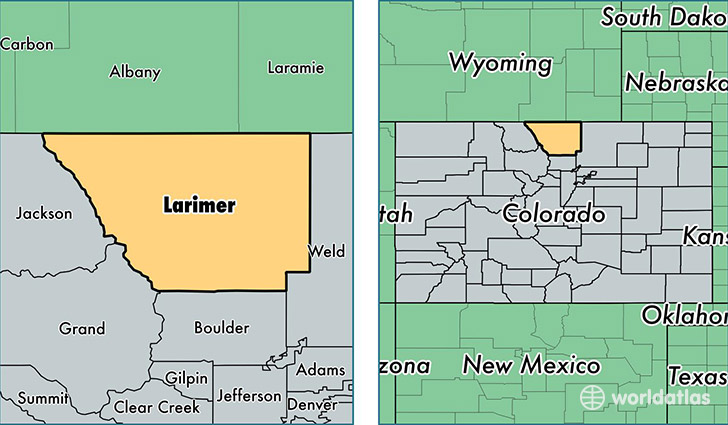 Carbon
Albany
Laramie
Jackson
Larimer
Weld
Grand
Boulder
Adams
Gilpin
Summit
Clear Creek
Jefferson
Denver
South Dako
Wyoming
Nebraska
tah
Colorado
Kans
Oklahor
zona
New Mexico
Texas
worldatlas